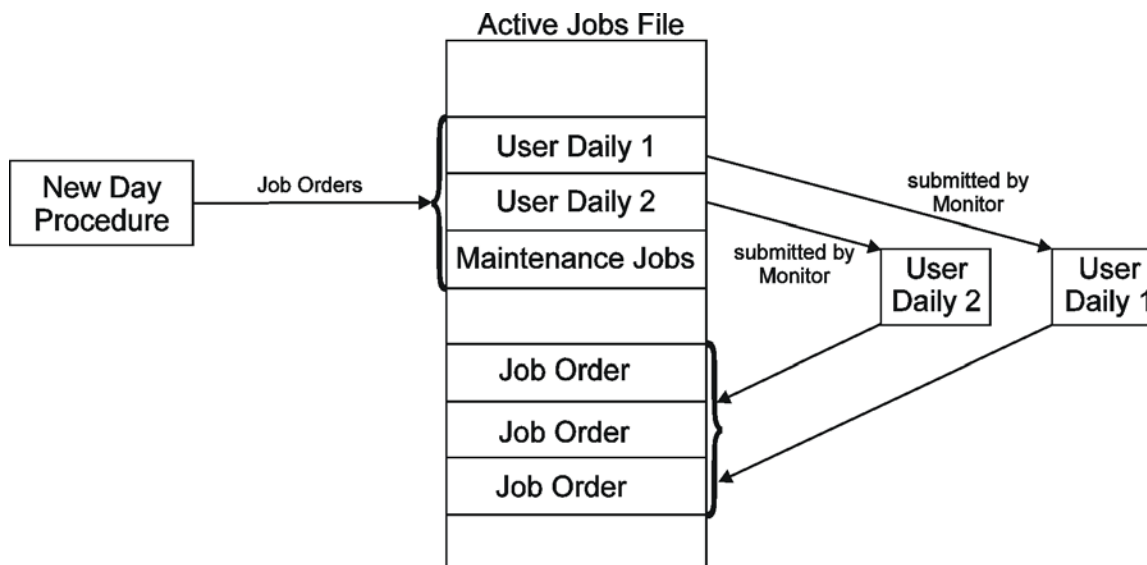 Active Jobs File
New Day
Procedure
Job Orders
User Daily 1
User Daily 2
Maintenance Jobs
submitted by
Monitor
submitted by
Monitor
User
Daily 2
User
Daily 1
Job Order
Job Order
Job Order